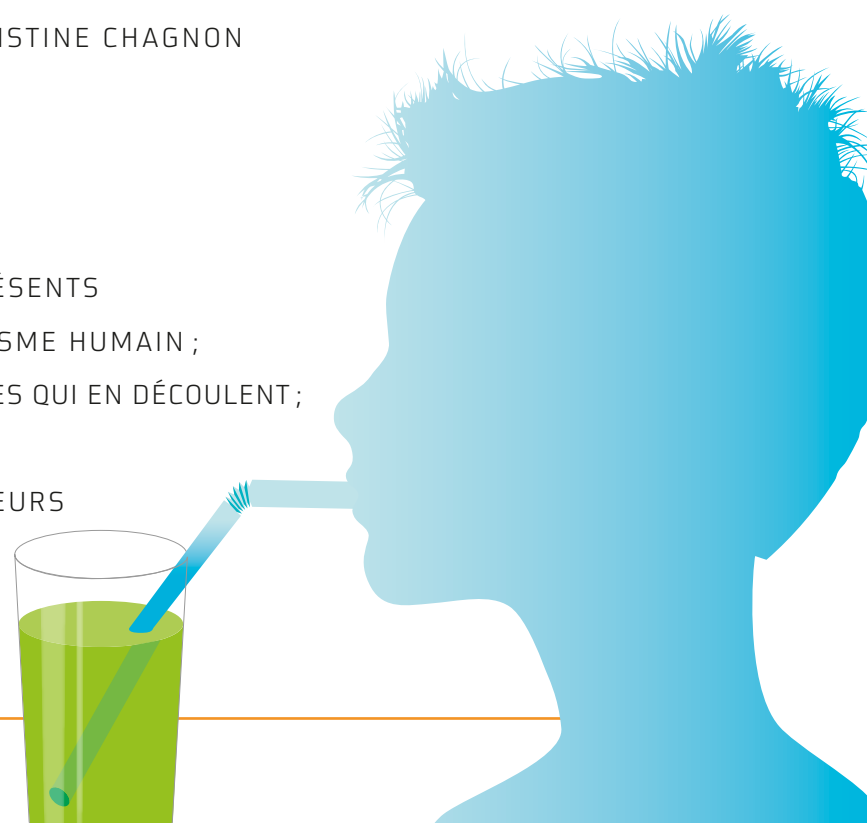 ISTINE CHAGNON
ÉSENTS
SME HUMAIN ;
ES QUI EN DÉCOULENT ;
EURS